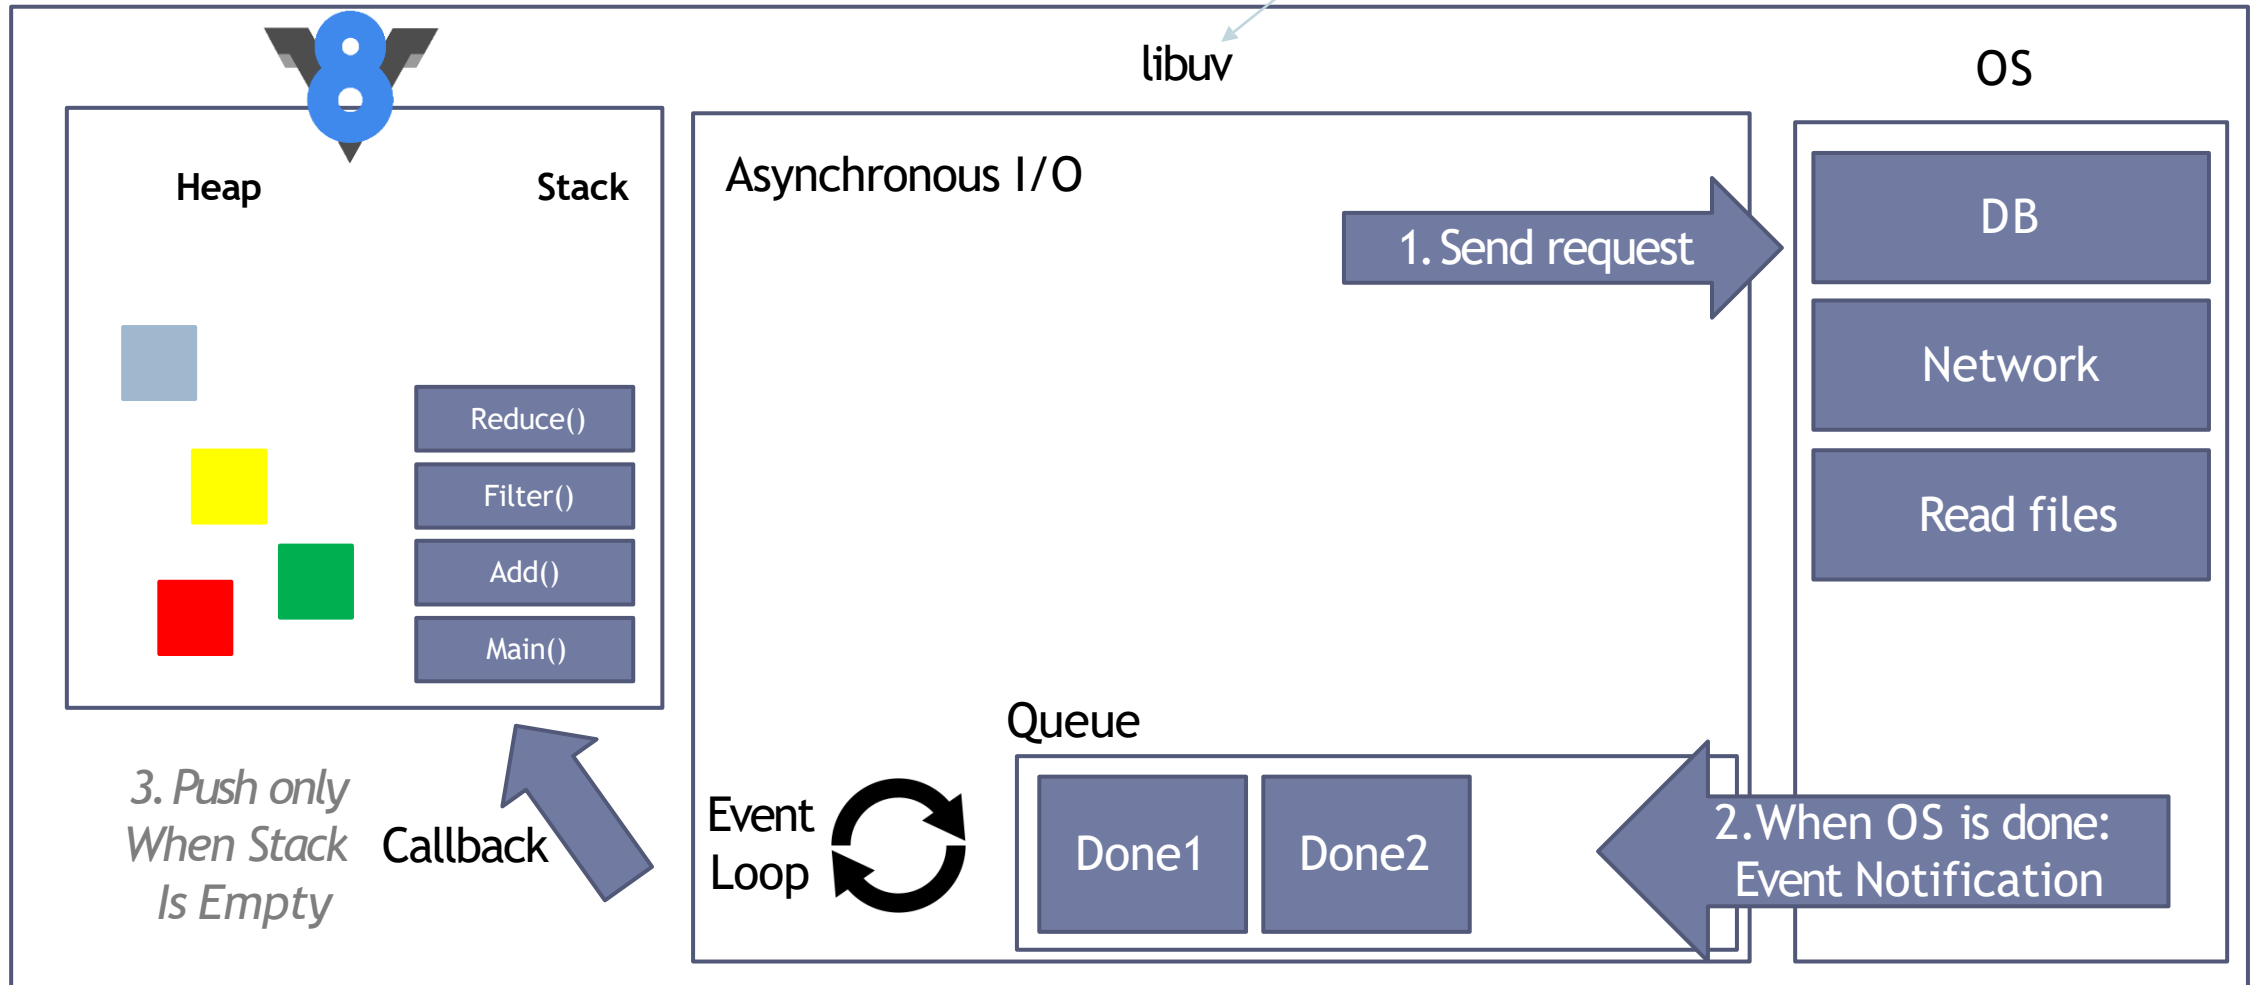 8
libuv
OS
Heap
Stack
Asynchronous I/O
1. Send request
DB
Network
Read files
Reduce()
Filter()
Add()
Main()
Queue
3. Push only
When Stack
Is Empty
Callback
Event
Loop
Done1
Done2
2.When OS is done:
Event Notification